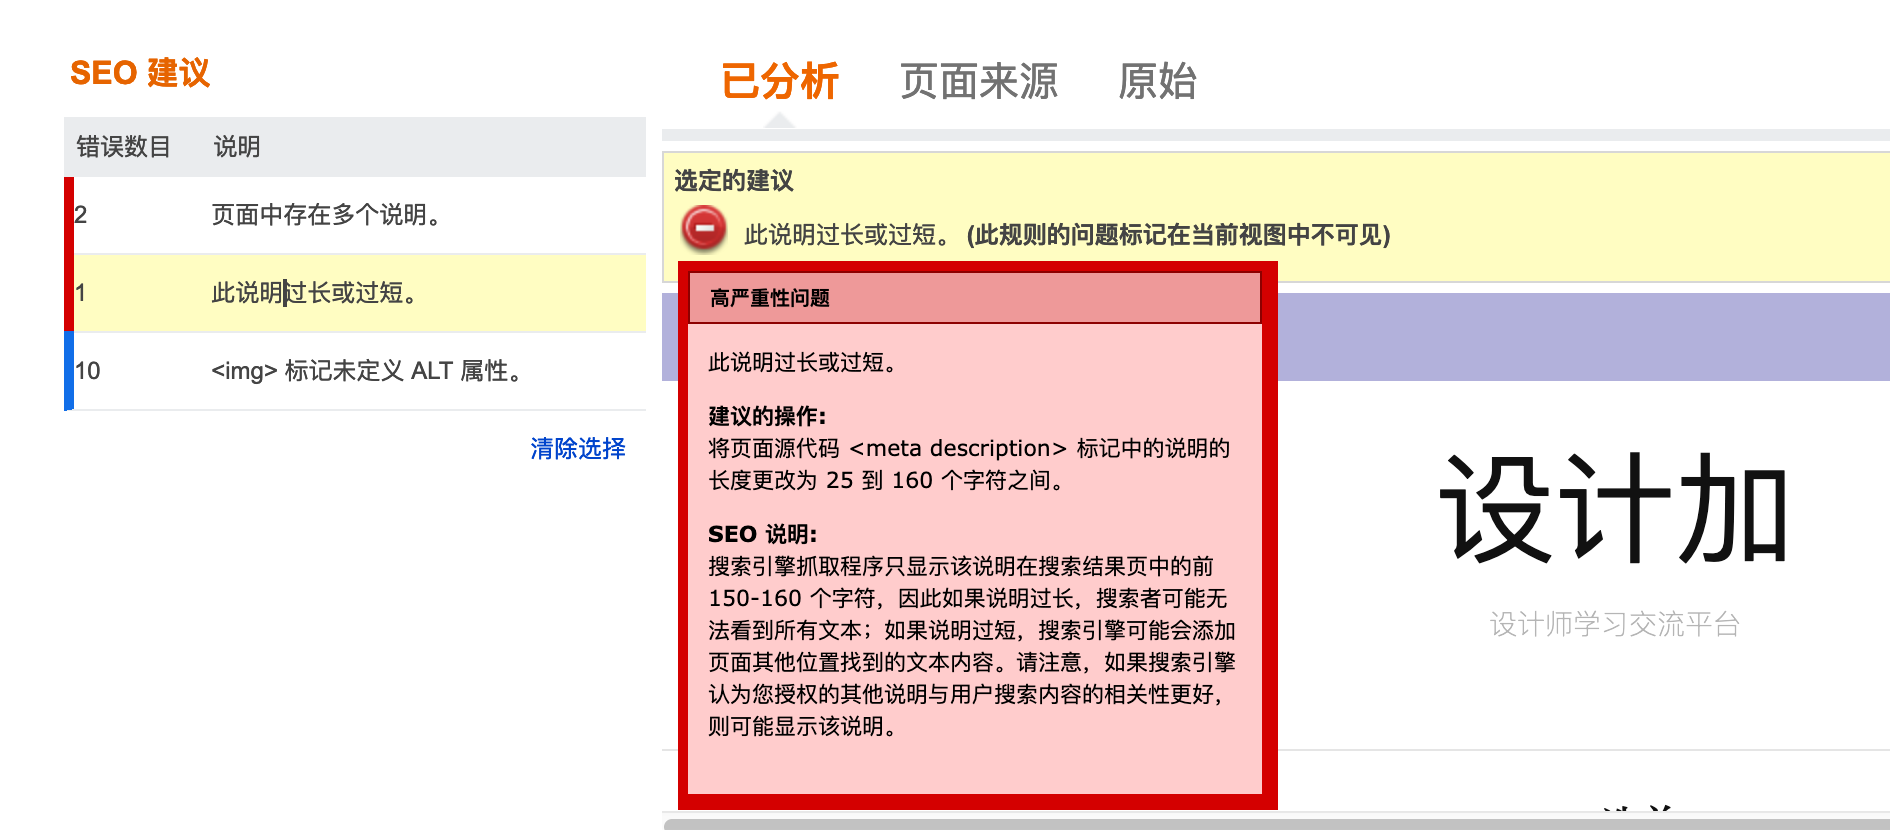 SEO 建议
错误数目 说明
2 页面中存在多个说明。
1 此说明过长或过短。
10 <img> 标记未定义 ALT 属性。
清除选择
已分析 页面来源 原始
选定的建议
此说明过长或过短。 (此规则的问题标记在当前视图中不可见)
高严重性问题
此说明过长或过短。
建议的操作:
将页面源代码 <meta description> 标记中的说明的
长度更改为 25 到 160 个字符之间。
SEO 说明:
搜索引擎抓取程序只显示该说明在搜索结果页中的前
150-160 个字符，因此如果说明过长，搜索者可能无
法看到所有文本；如果说明过短，搜索引擎可能会添加
页面其他位置找到的文本内容。请注意，如果搜索引擎
认为您授权的其他说明与用户搜索内容的相关性更好，
则可能显示该说明。
设计加
设计师学习交流平台